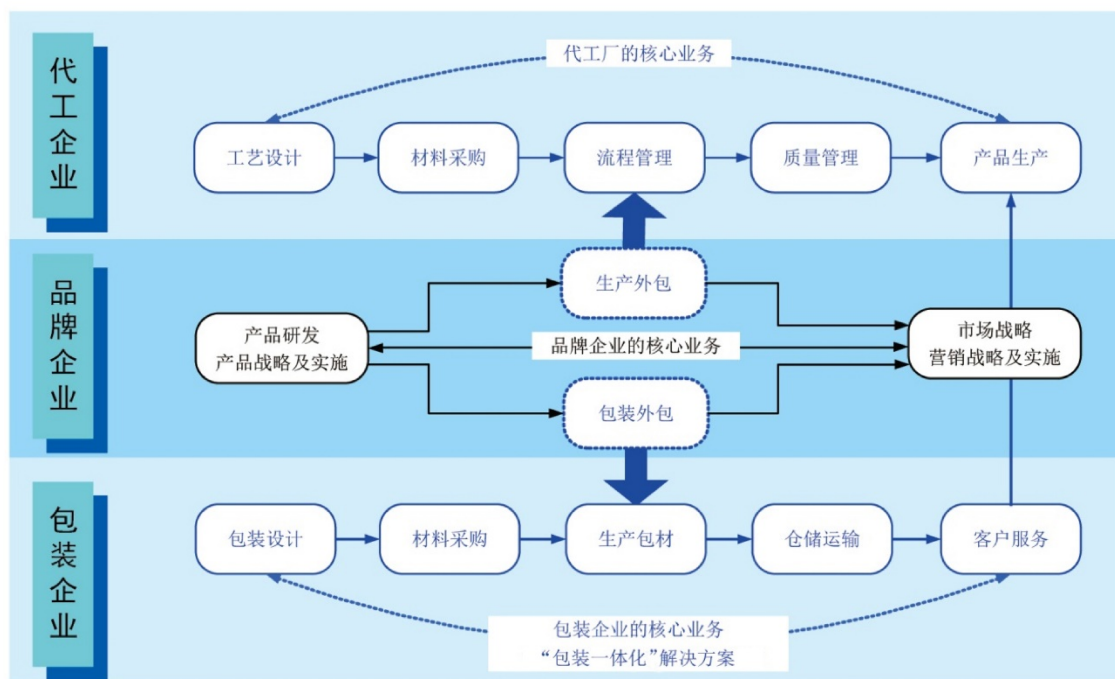 代工企业
代工厂的核心业务
工艺设计
材料采购
流程管理
质量管理
产品生产
品牌企业
生产外包
产品研发
产品战略及实施
品牌企业的核心业务
市场战略
营销战略及实施
包装外包
包装企业
包装设计
材料采购
生产包材
仓储运输
客户服务
包装企业的核心业务
“包装一体化”解决方案